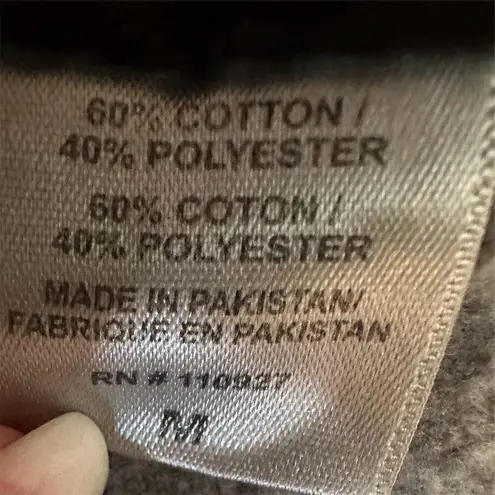 60% COTTON /
40% POLYESTER
60% COTON /
40% POLYESTER
MADE IN PAKISTAN/
FABRIQUE EN PAKISTAN
RN # 110927
M